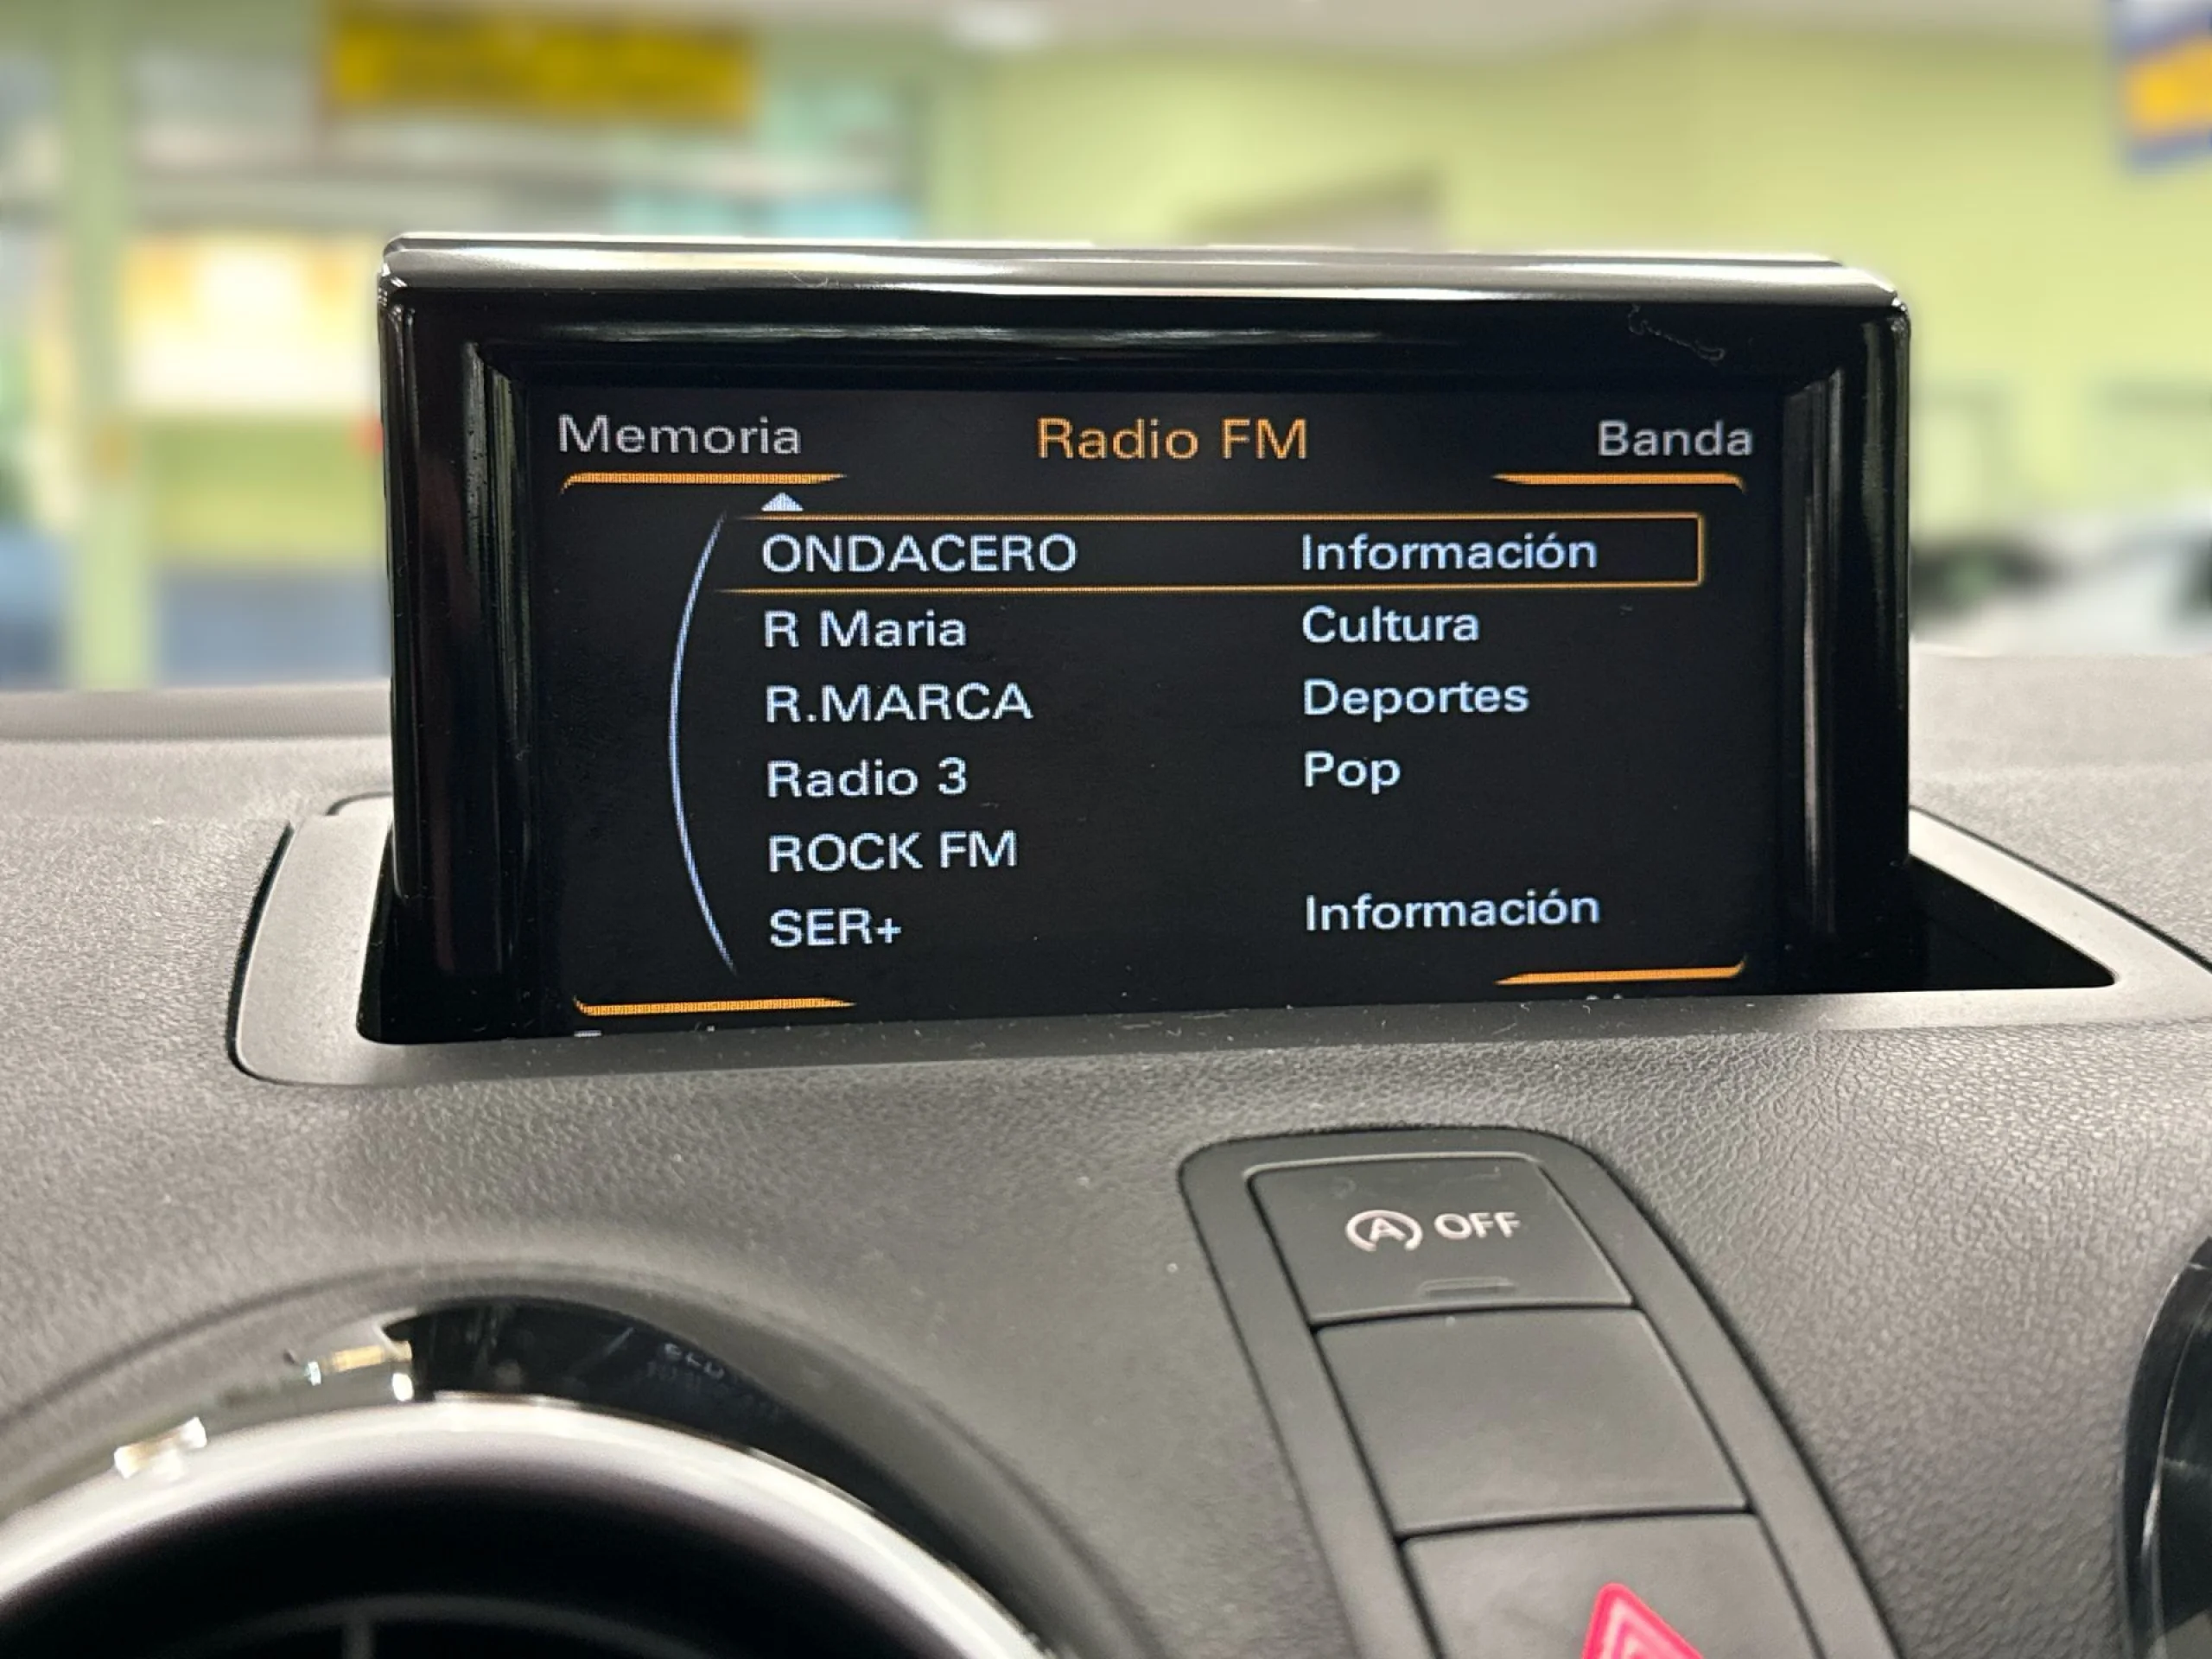 Memoria Radio FM Banda
ONDACERO Información
R Maria Cultura
R.MARCA Deportes
Radio 3 Pop
ROCK FM
SER+ Información
A OFF